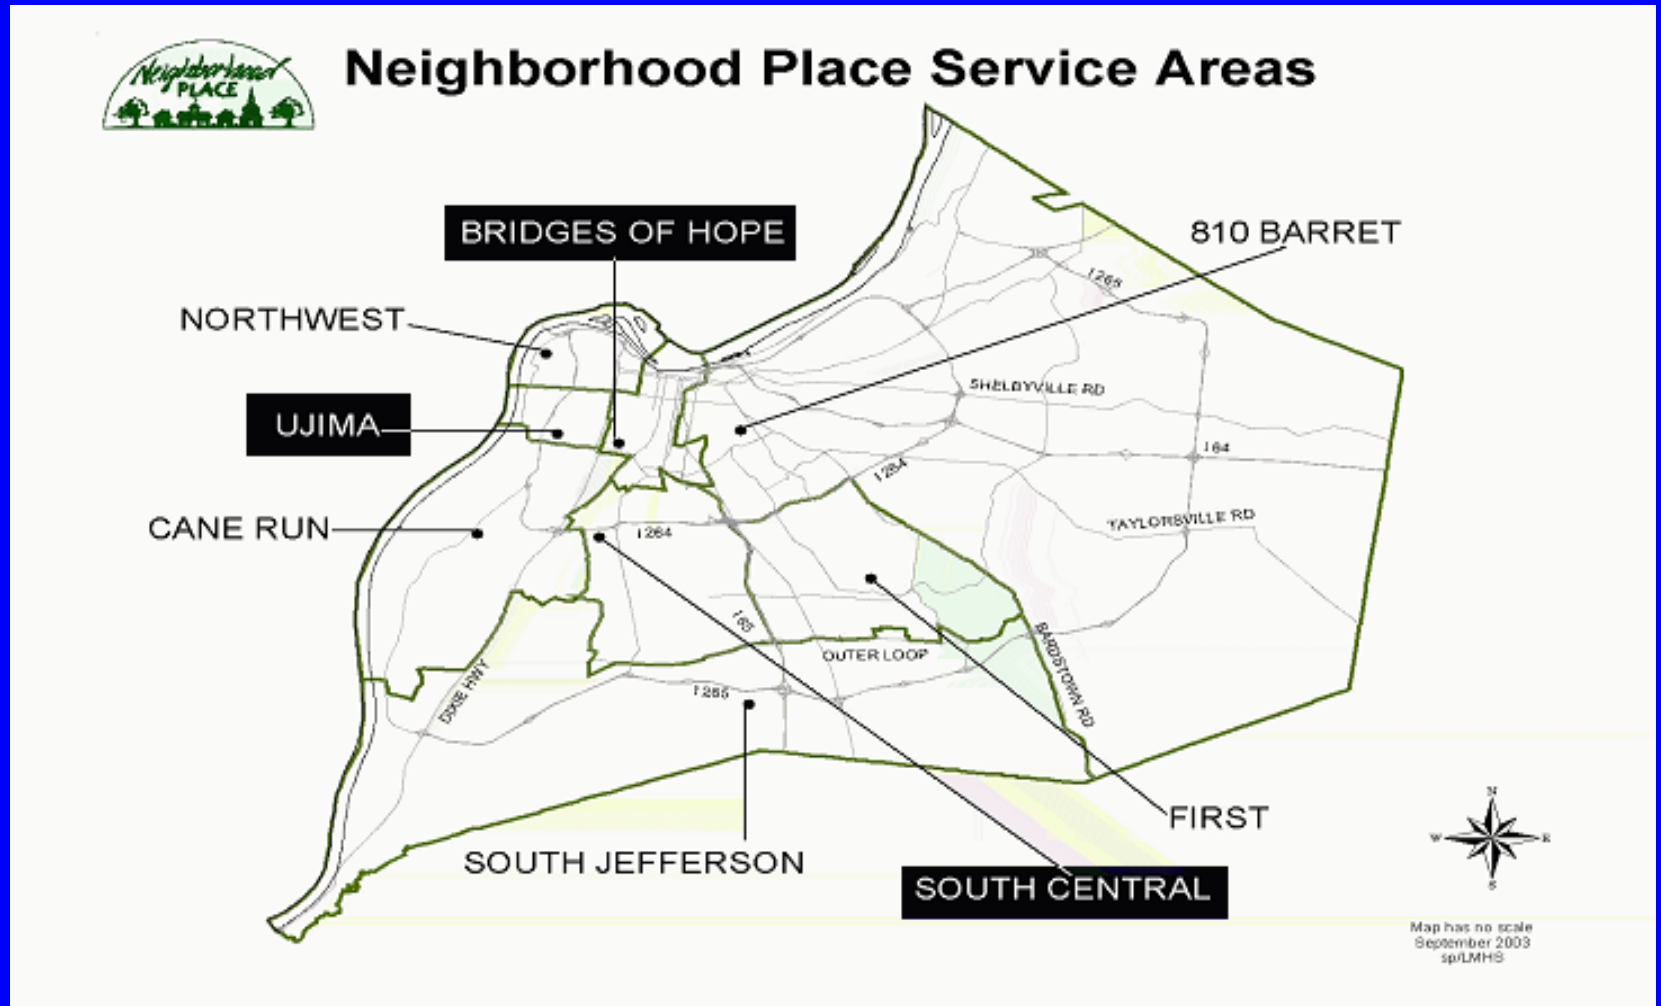 Neighborhood
PLACE
Neighborhood Place Service Areas
BRIDGES OF HOPE
810 BARRET
I 265
NORTHWEST
SHELBYVILLE RD
UJIMA
I 64
I 264
TAYLORSVILLE RD
CANE RUN
I 264
I 65
OUTER LOOP
BARDSTOWN RD
DIXIE HWY
I 265
FIRST
SOUTH JEFFERSON
SOUTH CENTRAL
N
W
E
S
Map has no scale
September 2003
sp/LMHS